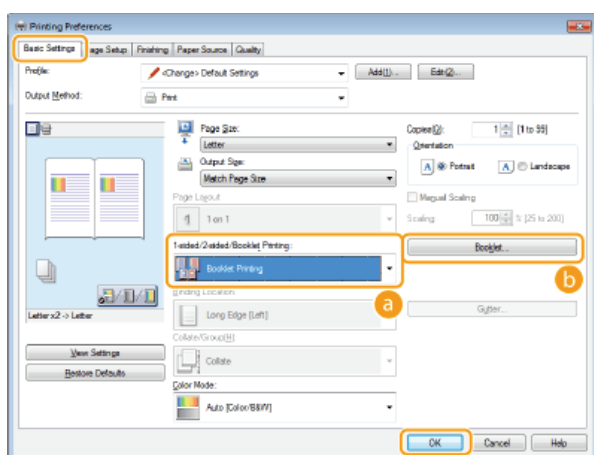 Printing Preferences
Basic Settings age Setup Finishing Paper Source Quality
Profile: <Change> Default Settings Add(1)... Edit(2)...
Output Method: Print
Page Size:
Letter
Output Size:
Match Page Size
Page Layout
1 1 on 1
1-sided/2-sided/Booklet Printing:
Booklet Printing
a
Binding Location:
Long Edge [Left]
Collate/Group(H)
Collate
Color Mode:
Auto [Color/B&W]
Copies(Q): 1 [1 to 99]
Orientation
A Portrait A Landscape
Manual Scaling
Scaling: 100 % [25 to 200]
Booklet...
b
Gutter...
Letter x2 -> Letter
View Settings
Restore Defaults
OK Cancel Help